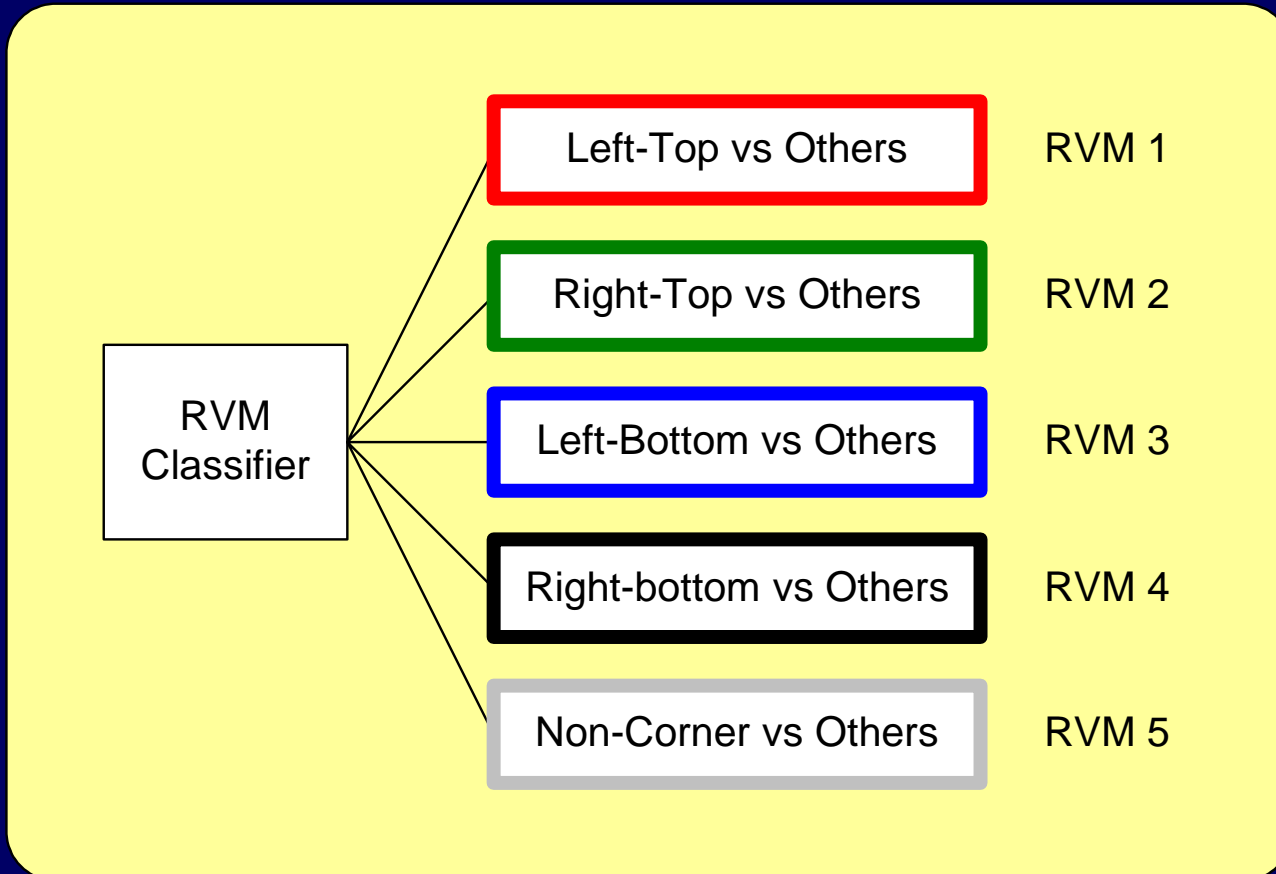 Left-Top vs Others RVM 1
Right-Top vs Others RVM 2
RVM
Classifier
Left-Bottom vs Others RVM 3
Right-bottom vs Others RVM 4
Non-Corner vs Others RVM 5